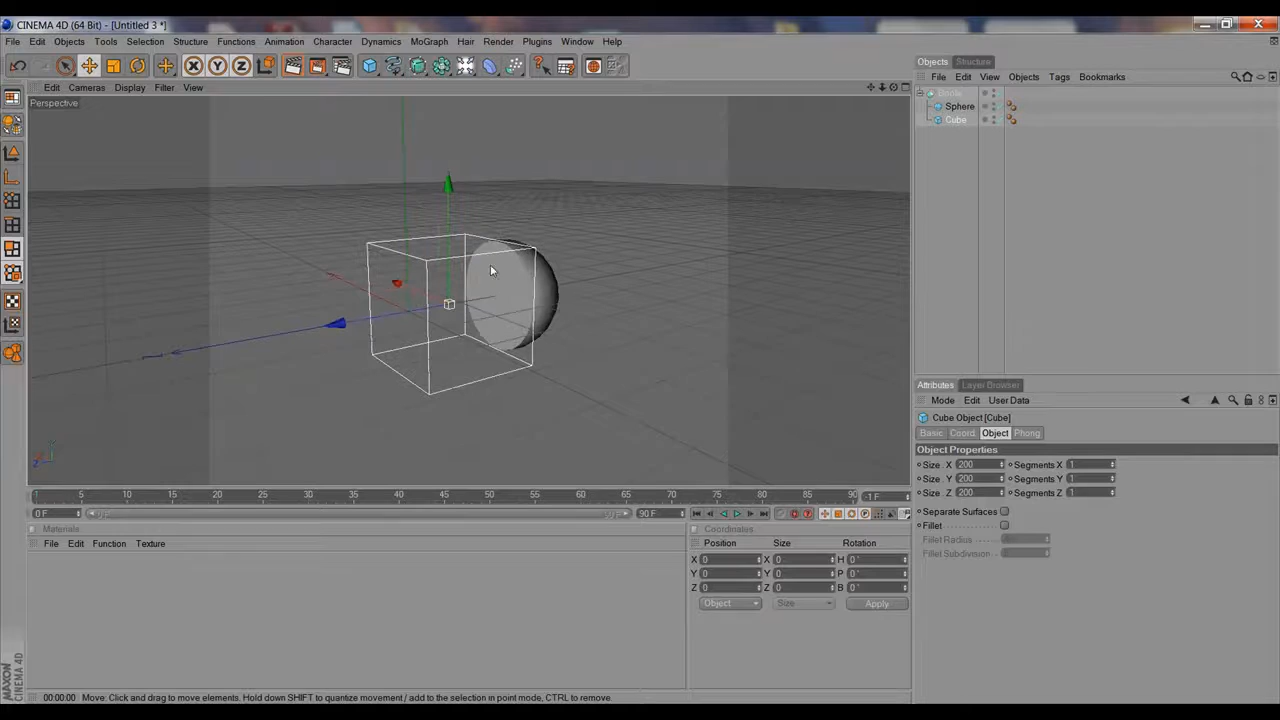 CINEMA 4D (64 Bit) - [Untitled 3 *]
File Edit Objects Tools Selection Structure Functions Animation Character Dynamics MoGraph Hair Render Plugins Window Help
X Y Z
Edit Cameras Display Filter View
Perspective
Objects Structure
File Edit View Objects Tags Bookmarks
Boole
Sphere
Cube
Attributes Layer Browser
Mode Edit User Data
Cube Object [Cube]
Basic Coord. Object Phong
Object Properties
Size . X 200 Segments X 1
Size . Y 200 Segments Y 1
Size . Z 200 Segments Z 1
Separate Surfaces
Fillet
Fillet Radius
Fillet Subdivision
Z
1 5 10 15 20 25 30 35 40 45 50 55 60 65 70 75 80 85 90 -1 F
0 F 90 F
Materials
File Edit Function Texture
Coordinates
Position Size Rotation
X 0 X 0 H 0 °
Y 0 Y 0 P 0 °
Z 0 Z 0 B 0 °
Object Size Apply
MAXON
CINEMA 4D
00:00:00 Move: Click and drag to move elements. Hold down SHIFT to quantize movement / add to the selection in point mode, CTRL to remove.